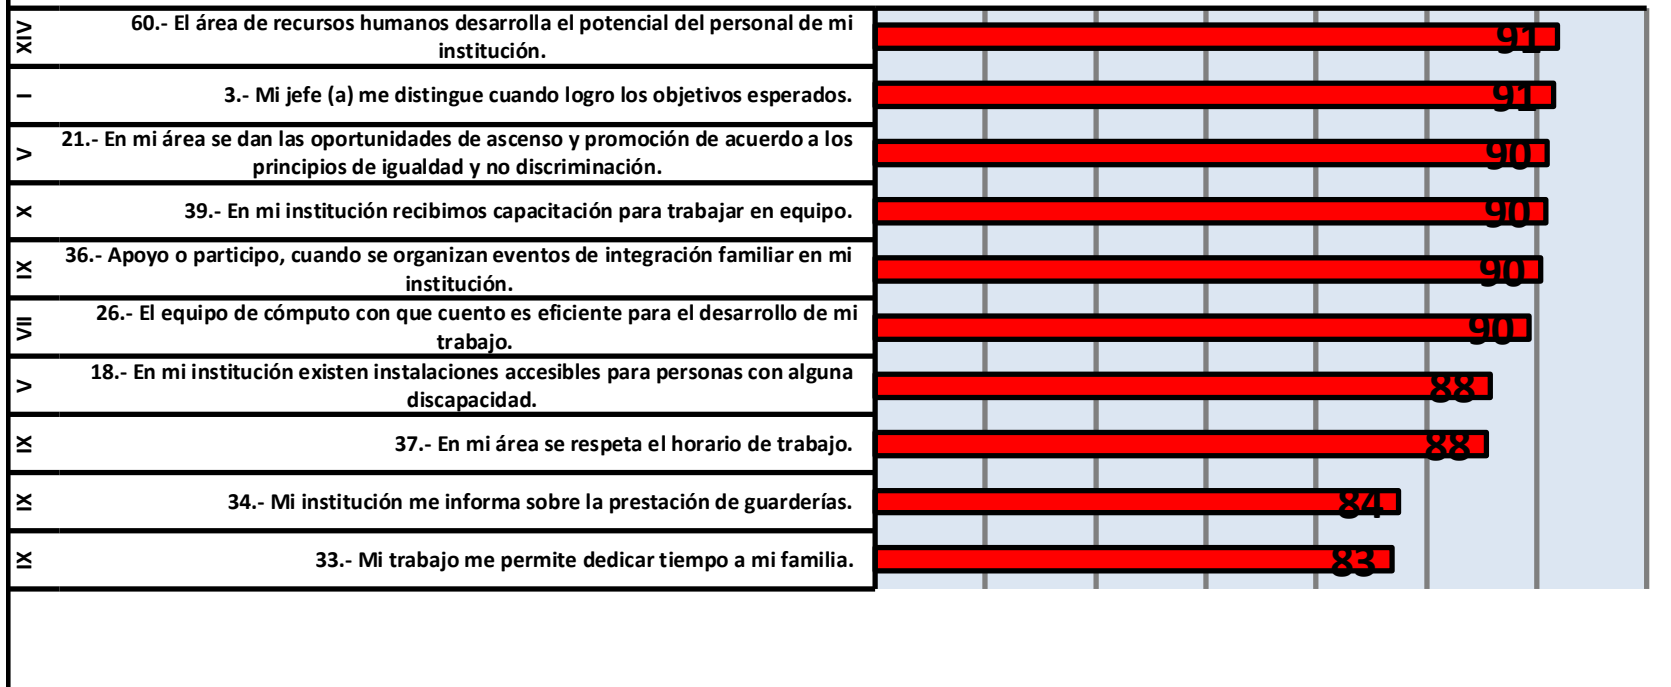 XIV
60.- El área de recursos humanos desarrolla el potencial del personal de mi
institución.
91
I
3.- Mi jefe (a) me distingue cuando logro los objetivos esperados.
91
V
21.- En mi área se dan las oportunidades de ascenso y promoción de acuerdo a los
principios de igualdad y no discriminación.
90
X
39.- En mi institución recibimos capacitación para trabajar en equipo.
90
IX
36.- Apoyo o participo, cuando se organizan eventos de integración familiar en mi
institución.
90
VII
26.- El equipo de cómputo con que cuento es eficiente para el desarrollo de mi
trabajo.
90
V
18.- En mi institución existen instalaciones accesibles para personas con alguna
discapacidad.
88
IX
37.- En mi área se respeta el horario de trabajo.
88
IX
34.- Mi institución me informa sobre la prestación de guarderías.
84
IX
33.- Mi trabajo me permite dedicar tiempo a mi familia.
83